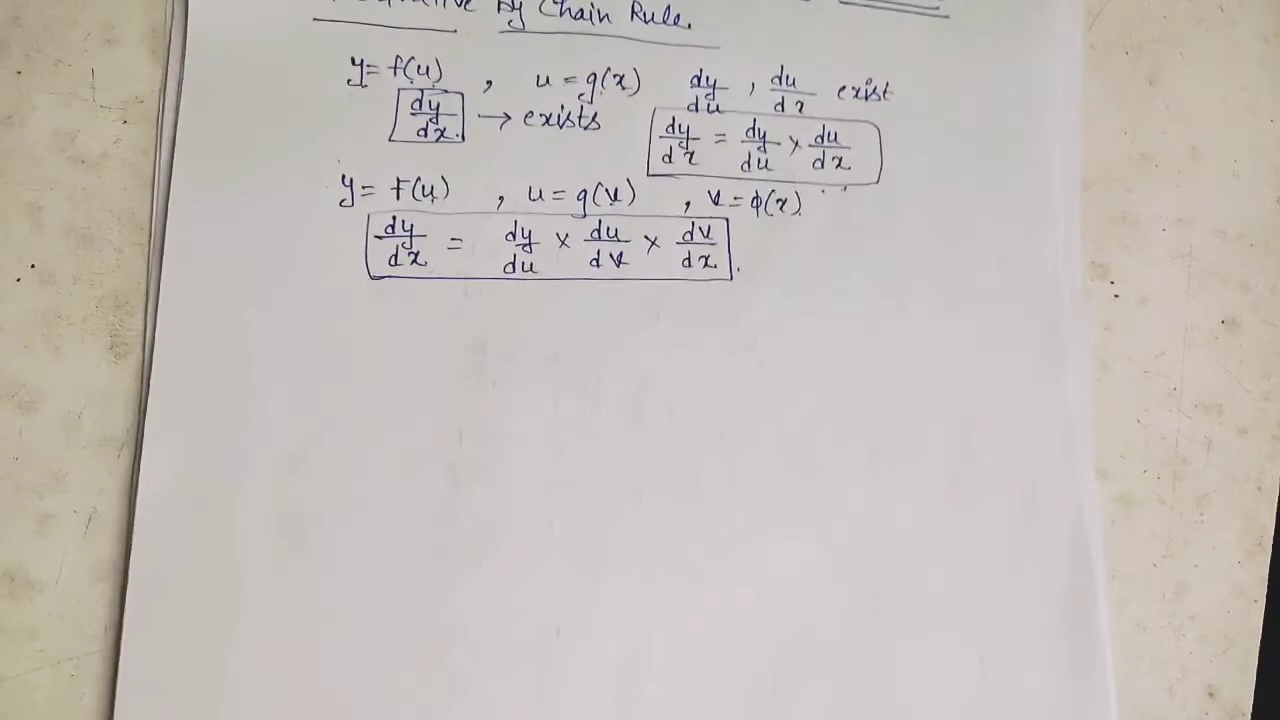 by Chain Rule.
y = f(u) , u = g(x) dy/du , du/dx exist
dy/dx → exists
dy/dx = dy/du × du/dx
y = F(u) , u = g(v) , v = φ(x)
dy/dx = dy/du × du/dv × dv/dx.